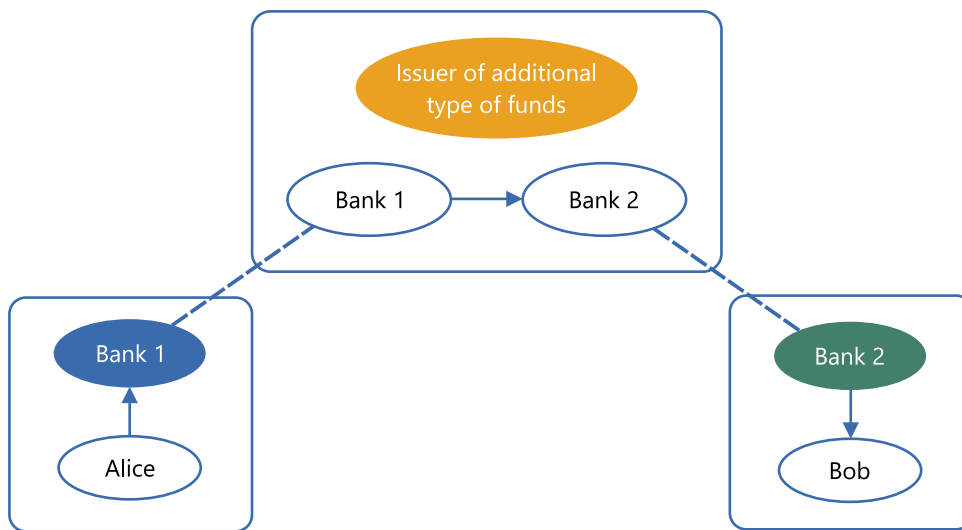 Issuer of additional
type of funds
Bank 1
Bank 2
Bank 1
Alice
Bank 2
Bob